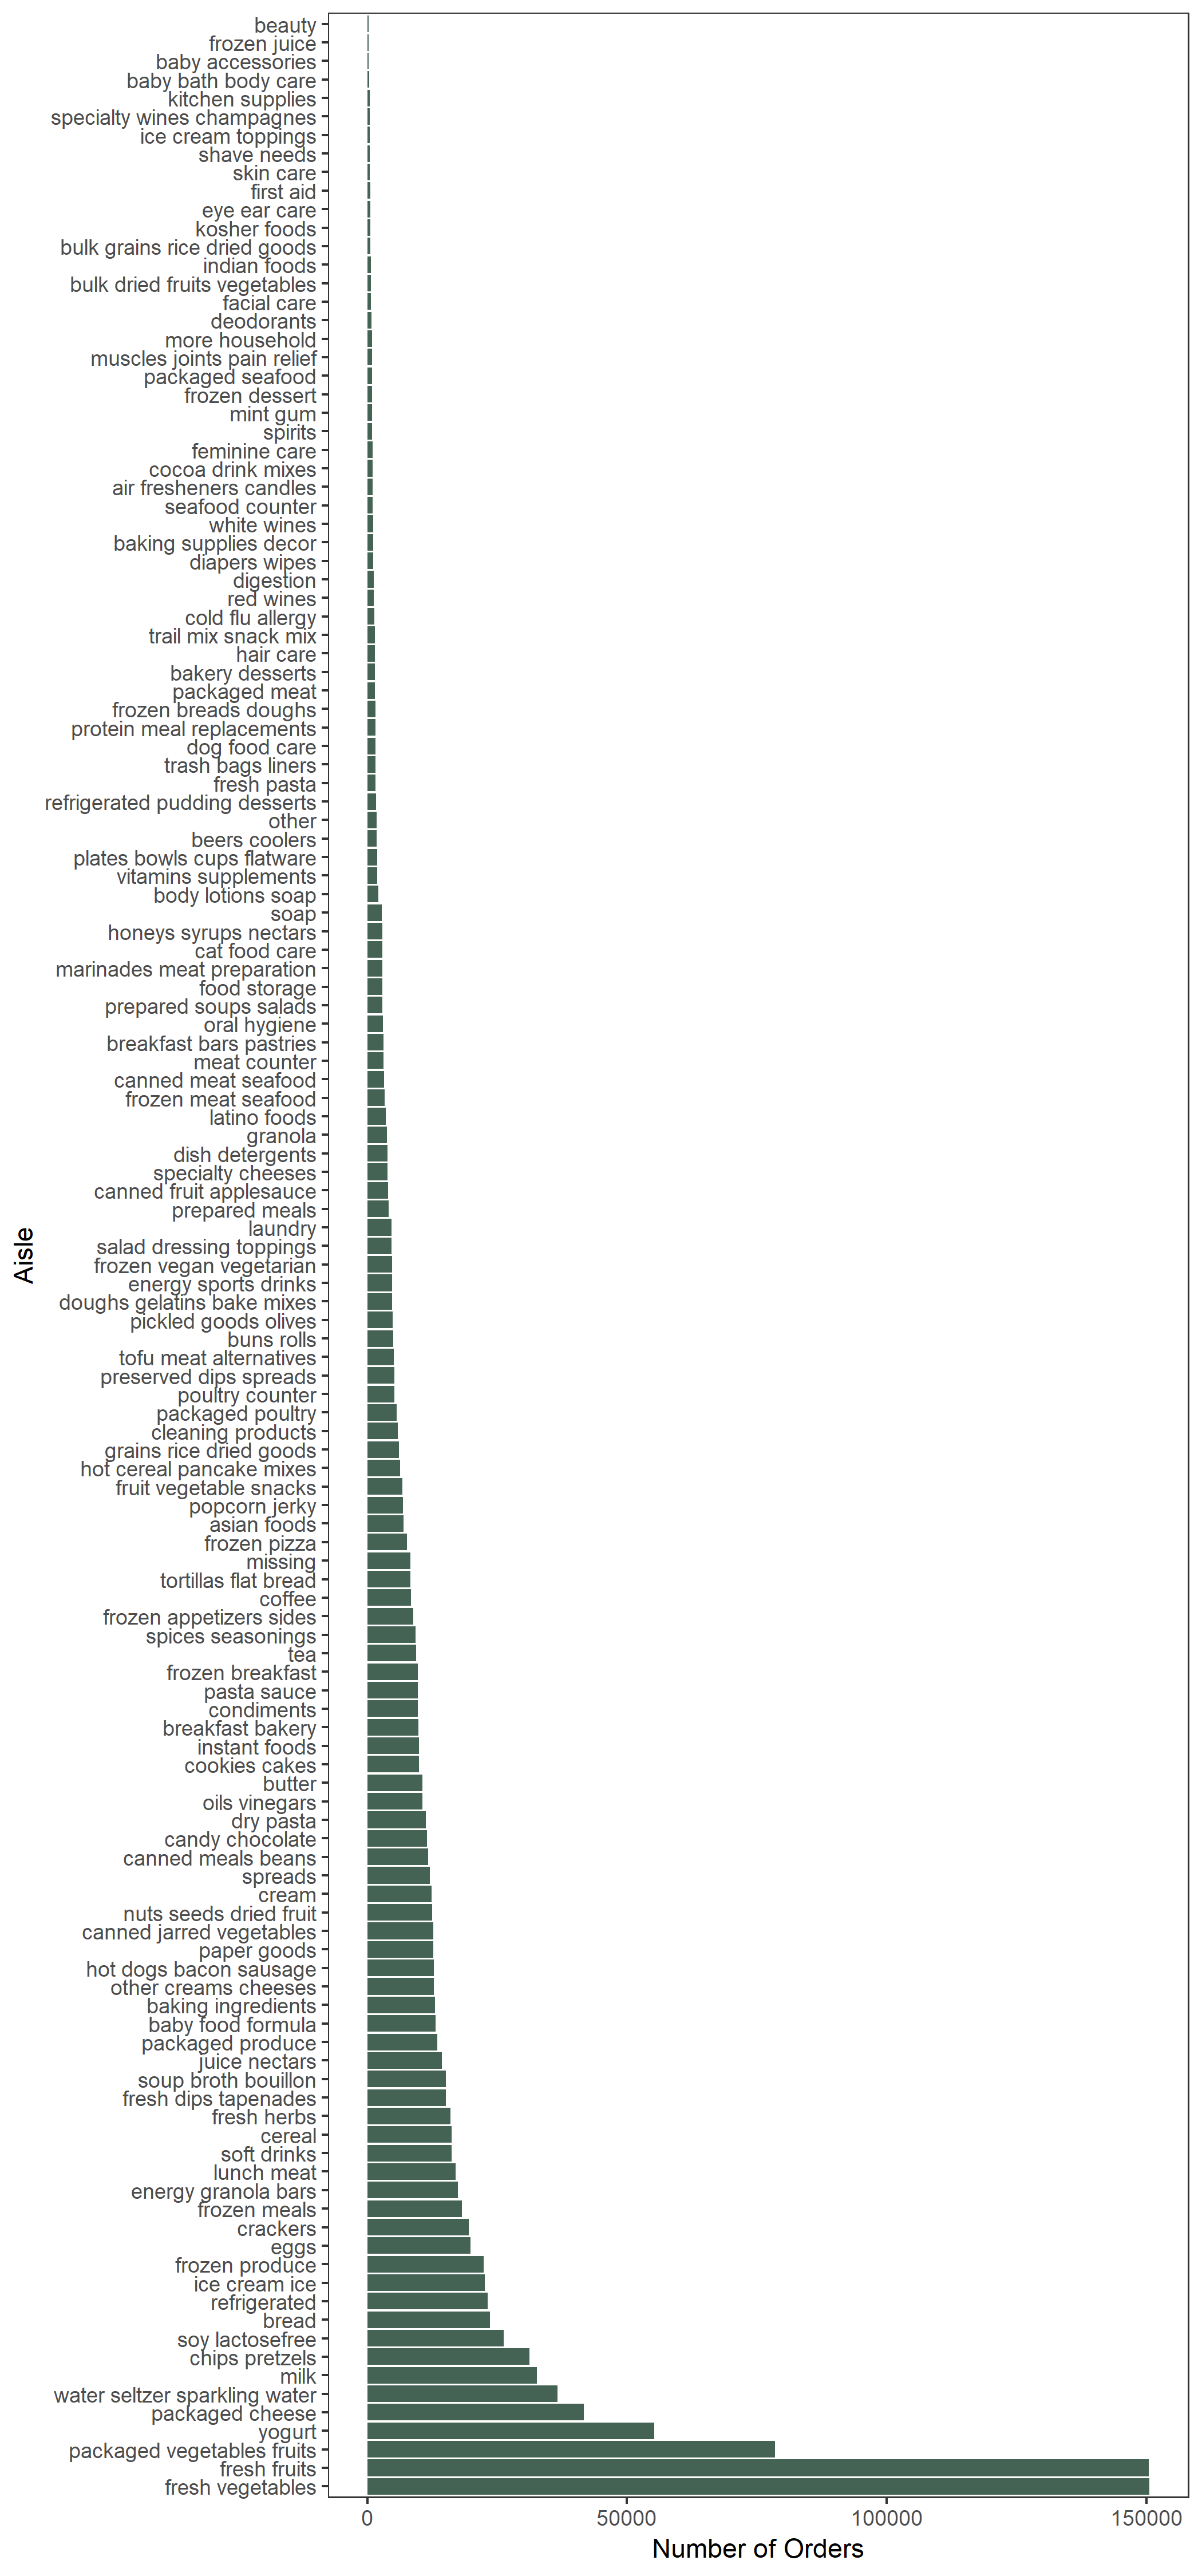 beauty
frozen juice
baby accessories
baby bath body care
kitchen supplies
specialty wines champagnes
ice cream toppings
shave needs
skin care
first aid
eye ear care
kosher foods
bulk grains rice dried goods
indian foods
bulk dried fruits vegetables
facial care
deodorants
more household
muscles joints pain relief
packaged seafood
frozen dessert
mint gum
spirits
feminine care
cocoa drink mixes
air fresheners candles
seafood counter
white wines
baking supplies decor
diapers wipes
digestion
red wines
cold flu allergy
trail mix snack mix
hair care
bakery desserts
packaged meat
frozen breads doughs
protein meal replacements
dog food care
trash bags liners
fresh pasta
refrigerated pudding desserts
other
beers coolers
plates bowls cups flatware
vitamins supplements
body lotions soap
soap
honeys syrups nectars
cat food care
marinades meat preparation
food storage
prepared soups salads
oral hygiene
breakfast bars pastries
meat counter
canned meat seafood
frozen meat seafood
latino foods
granola
dish detergents
specialty cheeses
canned fruit applesauce
prepared meals
laundry
salad dressing toppings
frozen vegan vegetarian
energy sports drinks
doughs gelatins bake mixes
pickled goods olives
buns rolls
tofu meat alternatives
preserved dips spreads
poultry counter
packaged poultry
cleaning products
grains rice dried goods
hot cereal pancake mixes
fruit vegetable snacks
popcorn jerky
asian foods
frozen pizza
missing
tortillas flat bread
coffee
frozen appetizers sides
spices seasonings
tea
frozen breakfast
pasta sauce
condiments
breakfast bakery
instant foods
cookies cakes
butter
oils vinegars
dry pasta
candy chocolate
canned meals beans
spreads
cream
nuts seeds dried fruit
canned jarred vegetables
paper goods
hot dogs bacon sausage
other creams cheeses
baking ingredients
baby food formula
packaged produce
juice nectars
soup broth bouillon
fresh dips tapenades
fresh herbs
cereal
soft drinks
lunch meat
energy granola bars
frozen meals
crackers
eggs
frozen produce
ice cream ice
refrigerated
bread
soy lactosefree
chips pretzels
milk
water seltzer sparkling water
packaged cheese
yogurt
packaged vegetables fruits
fresh fruits
fresh vegetables
Aisle
0 50000 100000 150000
Number of Orders